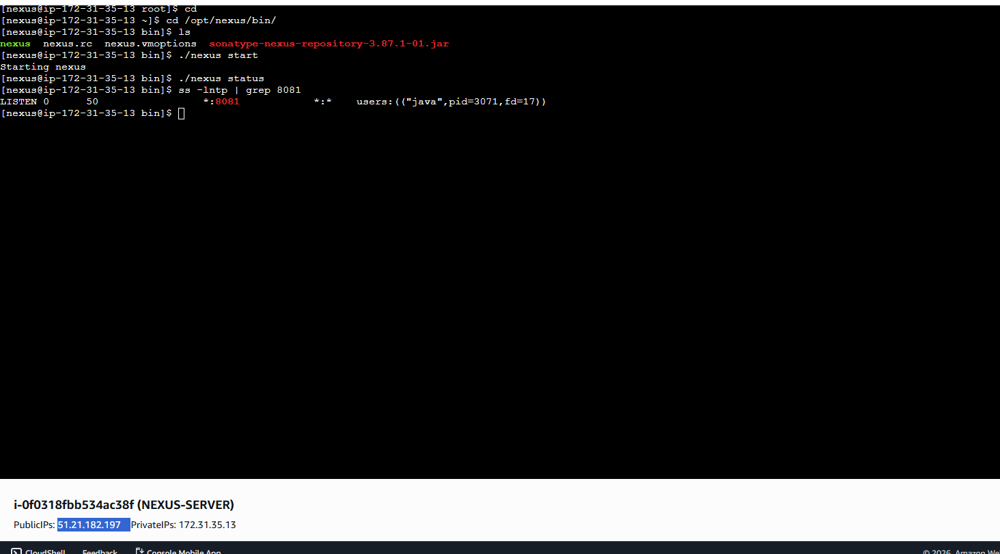 [nexus@ip-172-31-35-13 root]$ cd
[nexus@ip-172-31-35-13 ~]$ cd /opt/nexus/bin/
[nexus@ip-172-31-35-13 bin]$ ls
nexus  nexus.rc  nexus.vmoptions  sonatype-nexus-repository-3.87.1-01.jar
[nexus@ip-172-31-35-13 bin]$ ./nexus start
Starting nexus
[nexus@ip-172-31-35-13 bin]$ ./nexus status
[nexus@ip-172-31-35-13 bin]$ ss -lntp | grep 8081
LISTEN 0      50                 *:8081            *:*    users:(("java",pid=3071,fd=17))
[nexus@ip-172-31-35-13 bin]$
i-0f0318fbb534ac38f (NEXUS-SERVER)
PublicIPs: 51.21.182.197 PrivateIPs: 172.31.35.13
CloudShell Feedback Console Mobile App © 2026, Amazon We